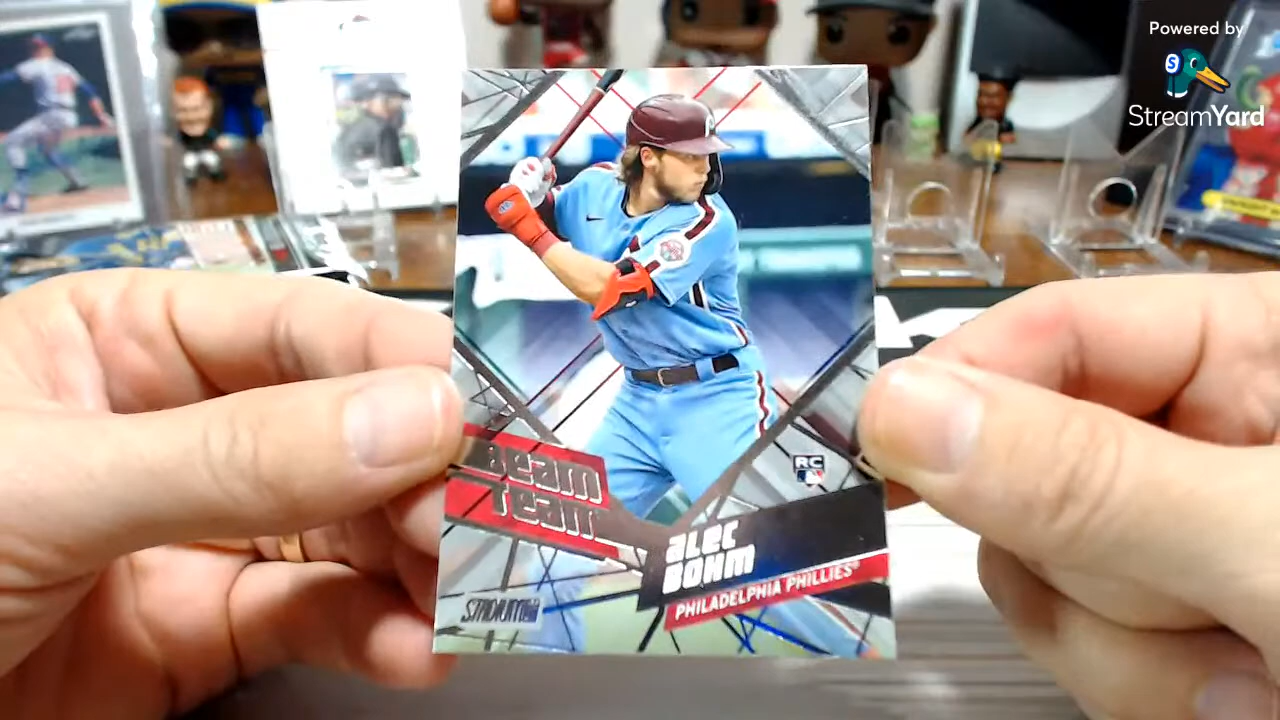 Powered by
StreamYard
BEAM
TEAM
RC
ALEC
BOHM
PHILADELPHIA PHILLIES
STADIUM